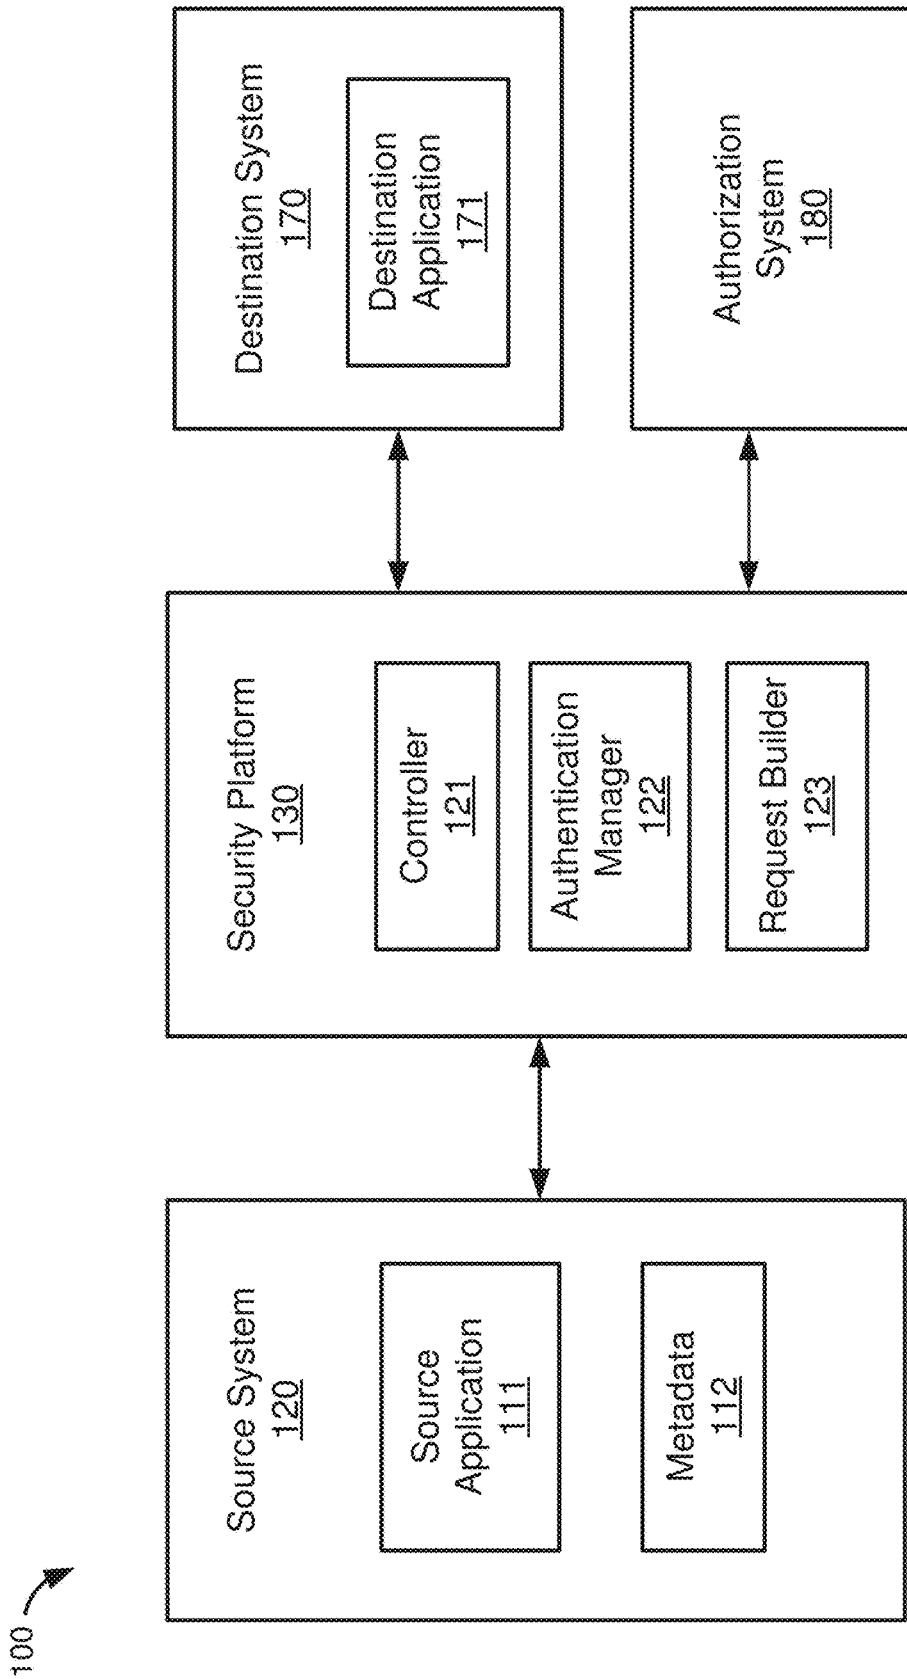 100
Source System
120
Source
Application
111
Metadata
112
Security Platform
130
Controller
121
Authentication
Manager
122
Request Builder
123
Destination System
170
Destination
Application
171
Authorization
System
180